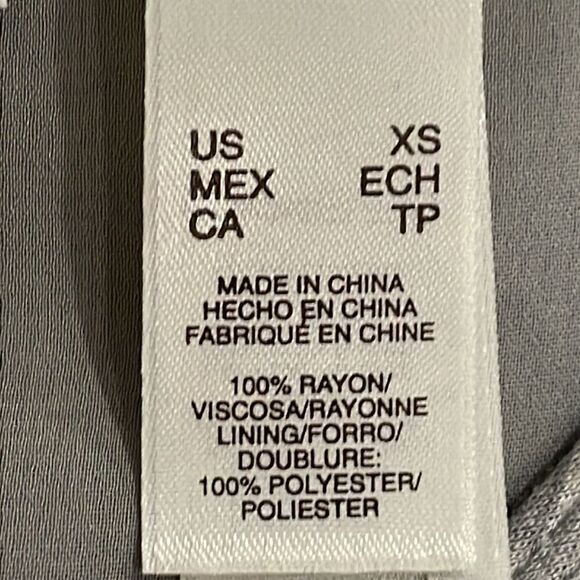 US XS
MEX ECH
CA TP
MADE IN CHINA
HECHO EN CHINA
FABRIQUÉ EN CHINE
100% RAYON/
VISCOSA/RAYONNE
LINING/FORRO/
DOUBLURE:
100% POLYESTER/
POLIESTER